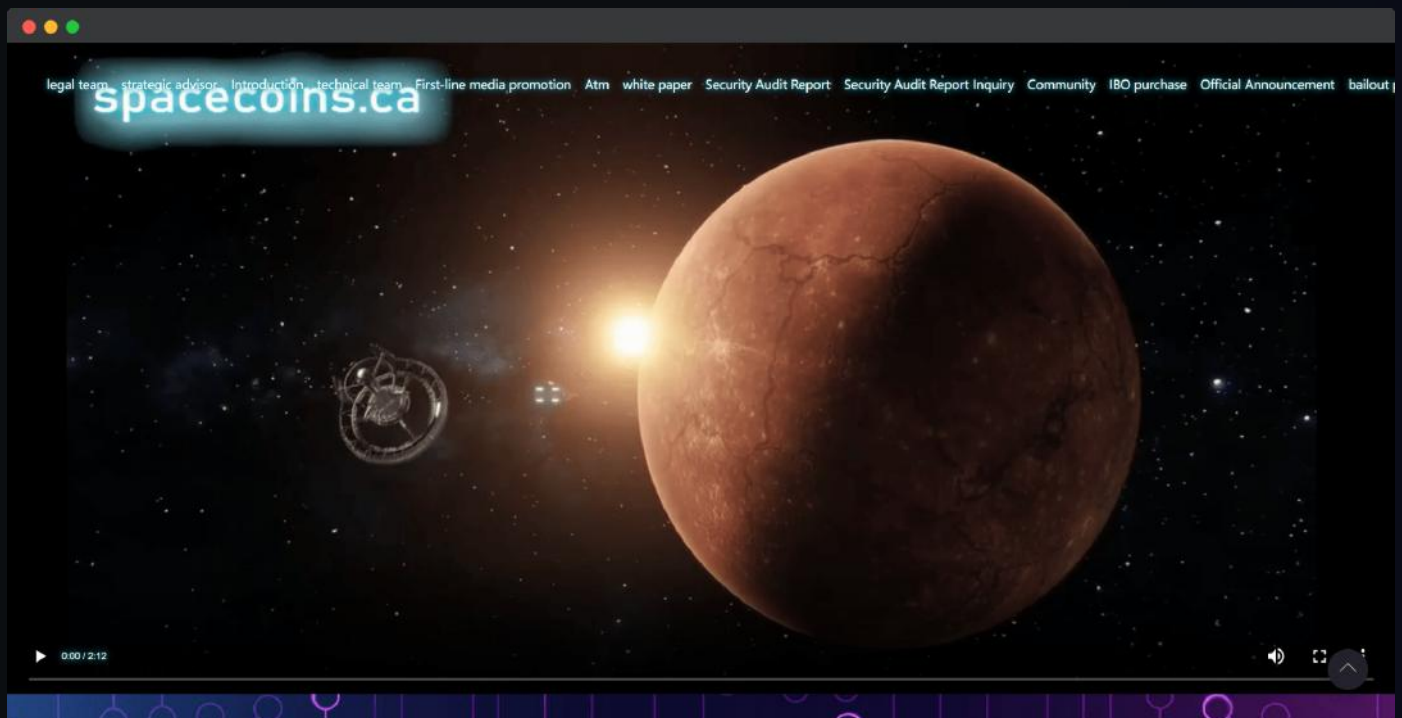 legal team strategic advisor Introduction technical team First-line media promotion Atm white paper Security Audit Report Security Audit Report Inquiry Community IBO purchase Official Announcement bailout
spacecoins.ca
0:00 / 2:12